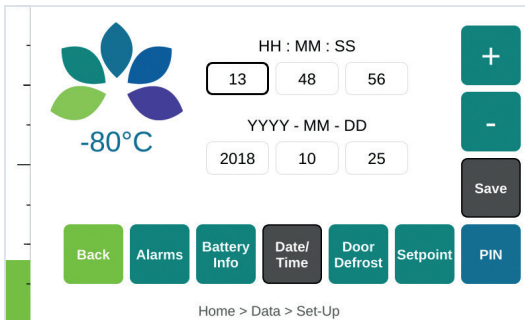 HH : MM : SS
13 48 56
YYYY - MM - DD
2018 10 25
-80°C
+
-
Save
Back
Alarms
Battery
Info
Date/
Time
Door
Defrost
Setpoint
PIN
Home > Data > Set-Up